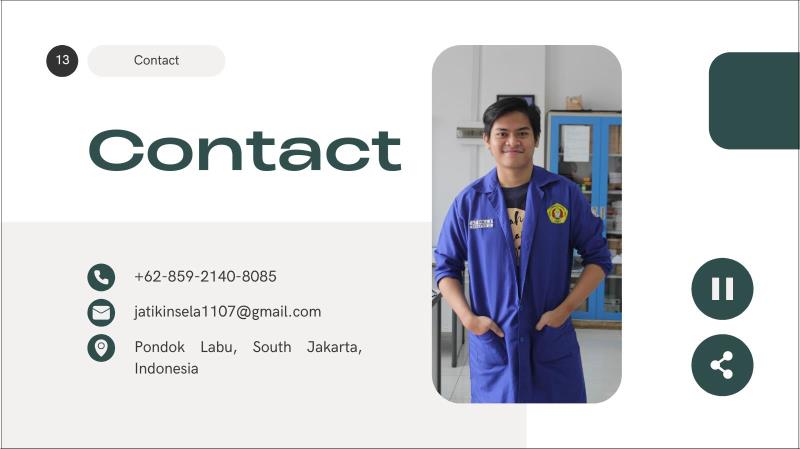 13
Contact
Contact
+62-859-2140-8085
jatikinsela1107@gmail.com
Pondok Labu, South Jakarta,
Indonesia